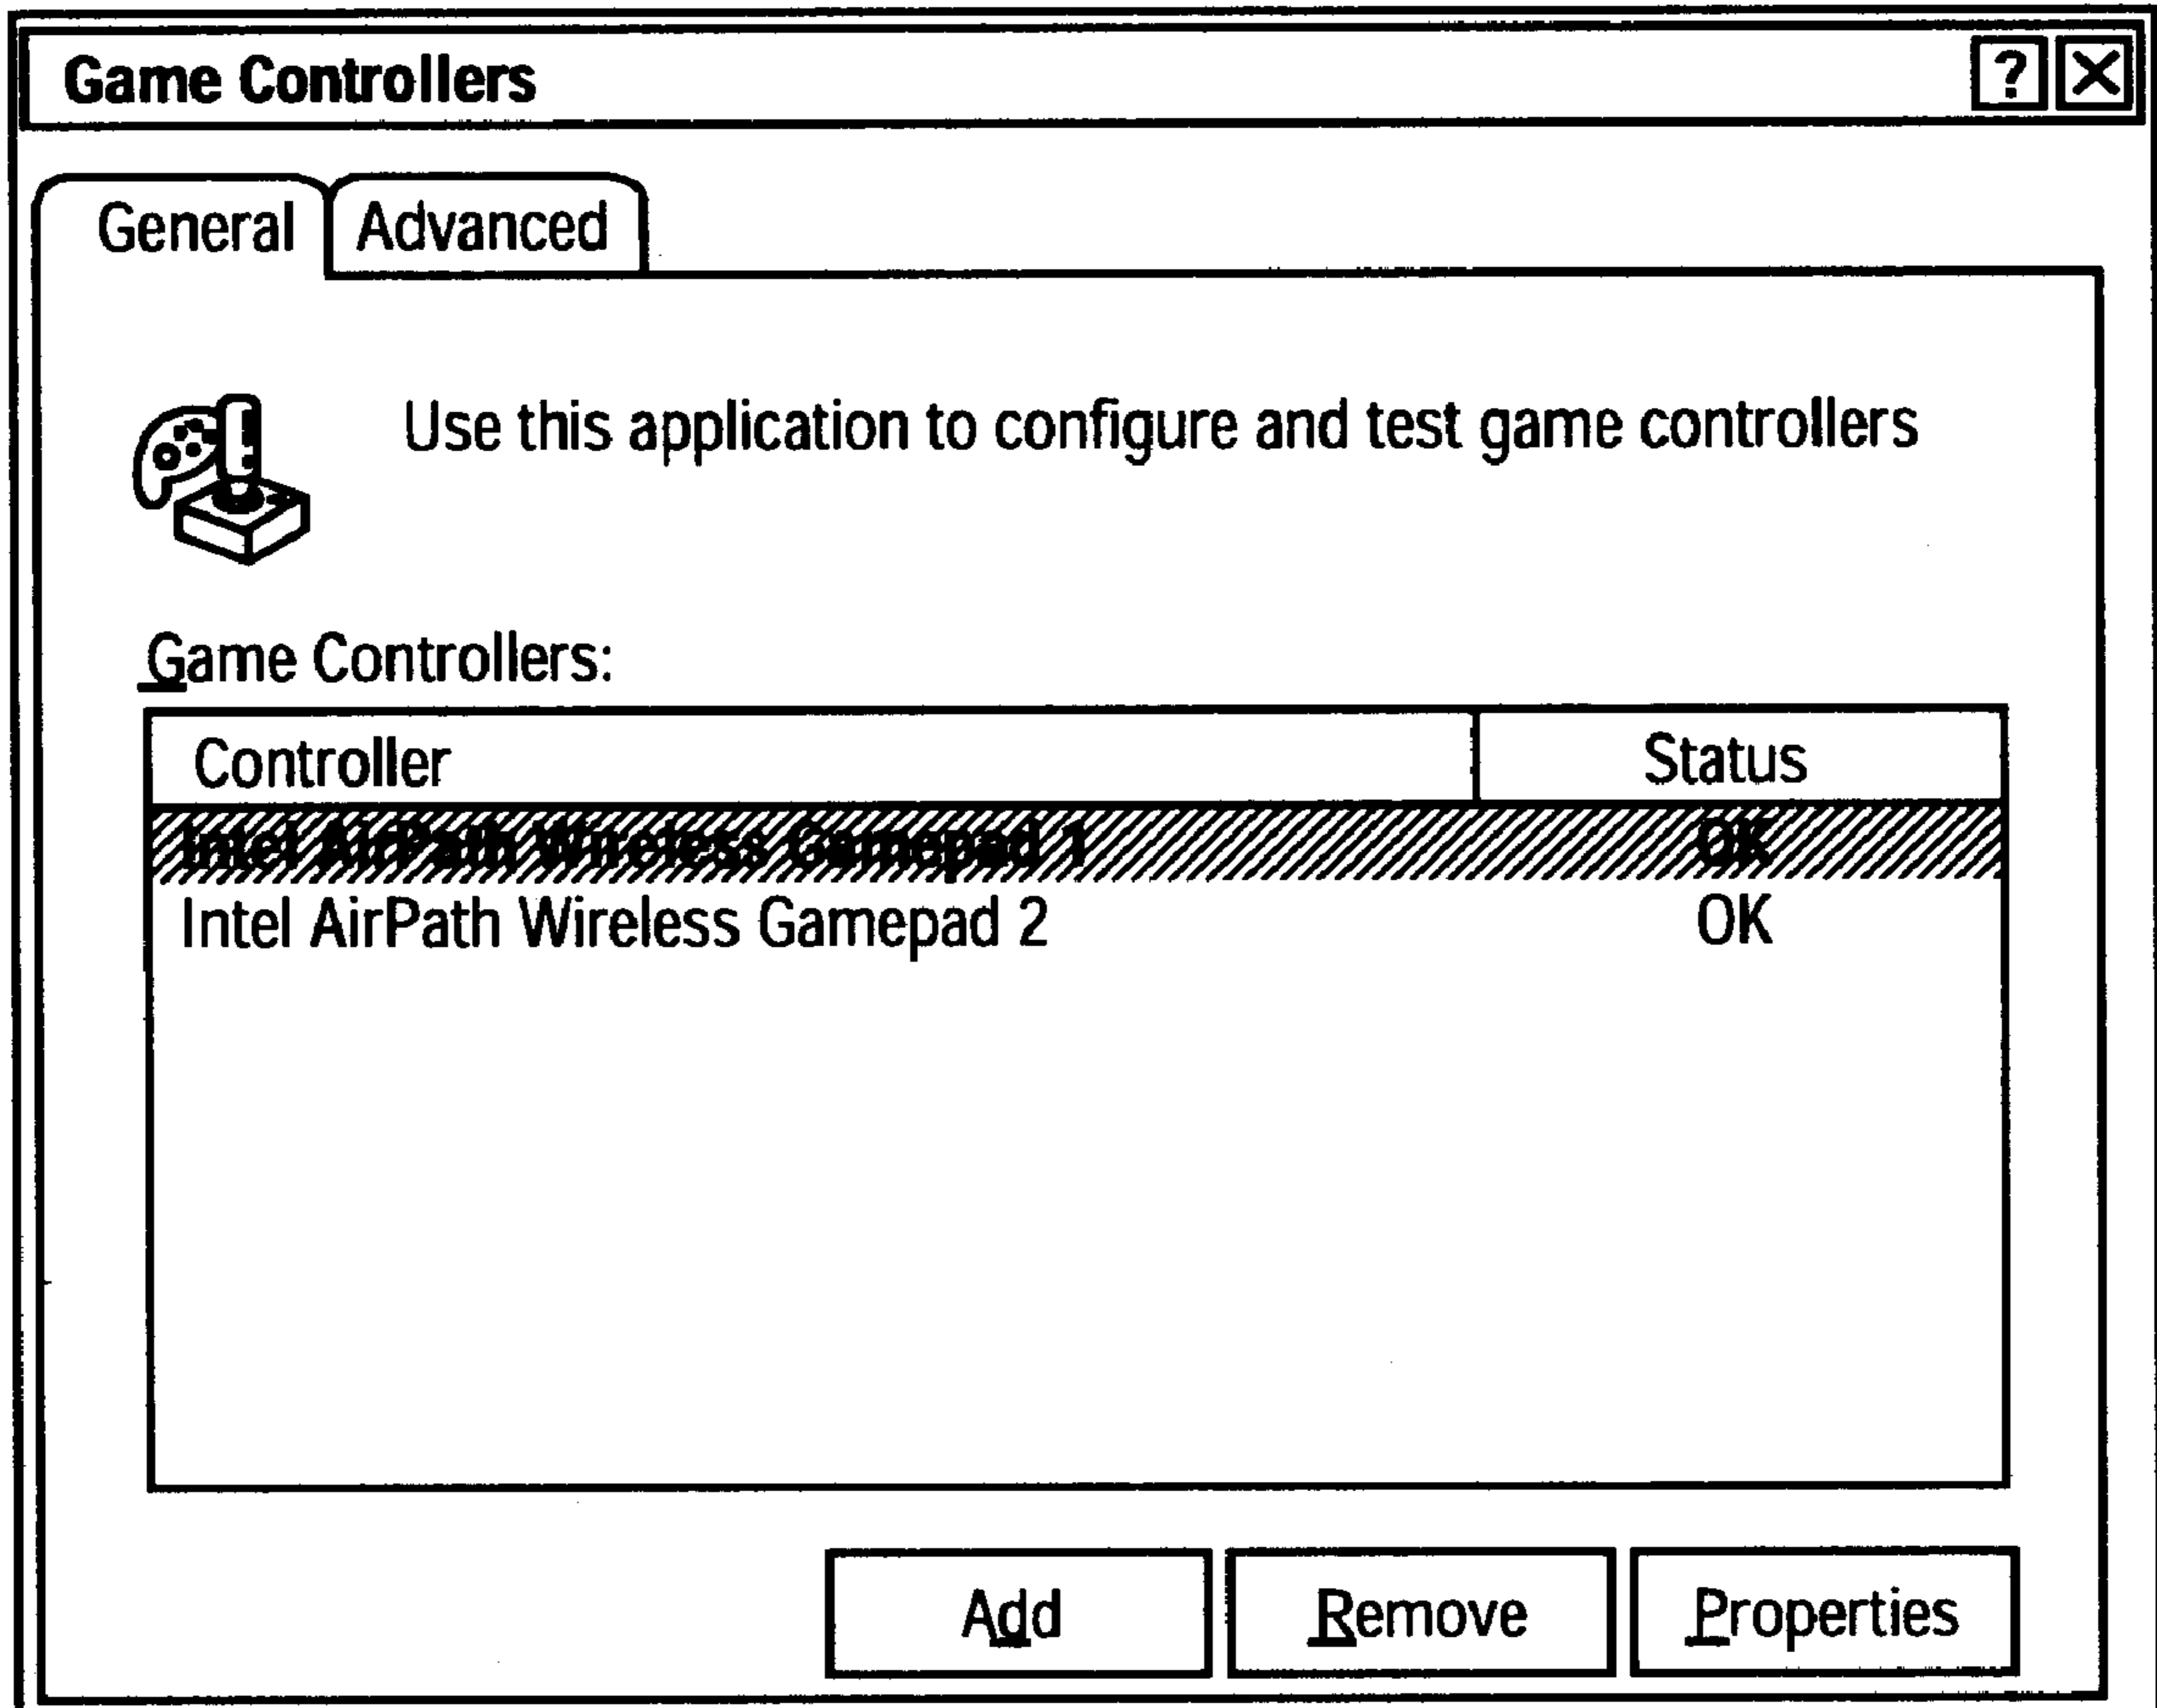 Game Controllers ? X
General Advanced
Use this application to configure and test game controllers
Game Controllers:
Controller Status
Intel AirPath Wireless Gamepad 1 OK
Intel AirPath Wireless Gamepad 2 OK
Add Remove Properties